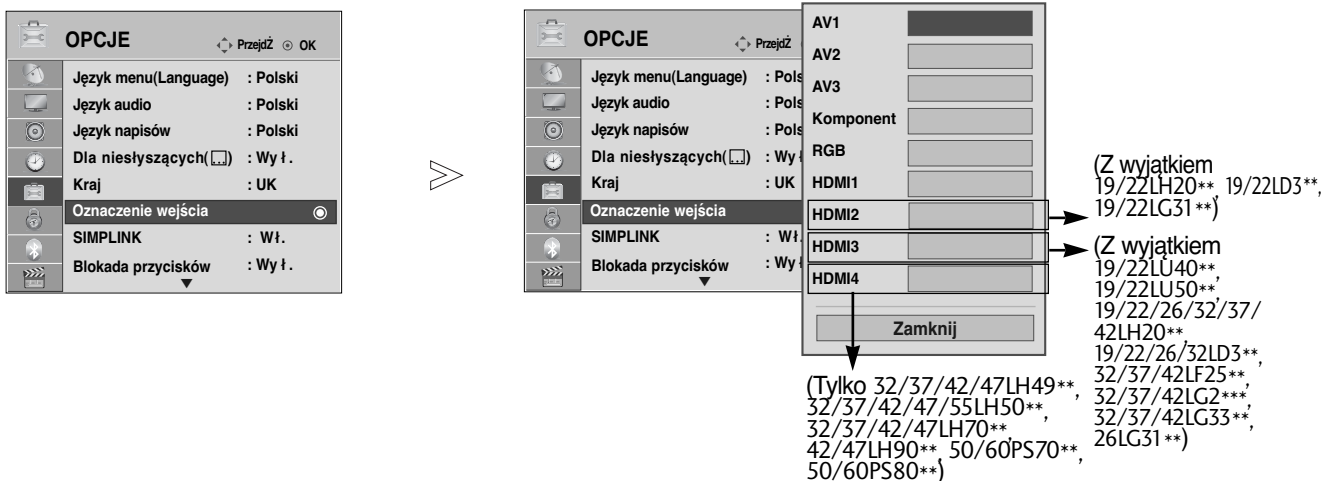 OPCJE
PrzejdŹ OK
Język menu(Language) : Polski
Język audio : Polski
Język napisów : Polski
Dla niesłyszących( ... ) : Wył.
Kraj : UK
Oznaczenie wejścia
SIMPLINK : Wł.
Blokada przycisków : Wył.
OPCJE
PrzejdŹ
Język menu(Language) : Pols
Język audio : Pols
Język napisów : Pols
Dla niesłyszących( ... ) : Wył
Kraj : UK
Oznaczenie wejścia
SIMPLINK : Wł.
Blokada przycisków : Wył
AV1
AV2
AV3
Komponent
RGB
HDMI1
HDMI2
HDMI3
HDMI4
Zamknij
(Z wyjątkiem
19/22LH20**, 19/22LD3**,
19/22LG31**)
(Z wyjątkiem
19/22LU40**,
19/22LU50**,
19/22/26/32/37/
42LH20**,
19/22/26/32LD3**,
32/37/42LF25**,
32/37/42LG2***,
32/37/42LG33**,
26LG31**)
(Tylko 32/37/42/47LH49**,
32/37/42/47/55LH50**,
32/37/42/47LH70**,
42/47LH90**, 50/60PS70**,
50/60PS80**)